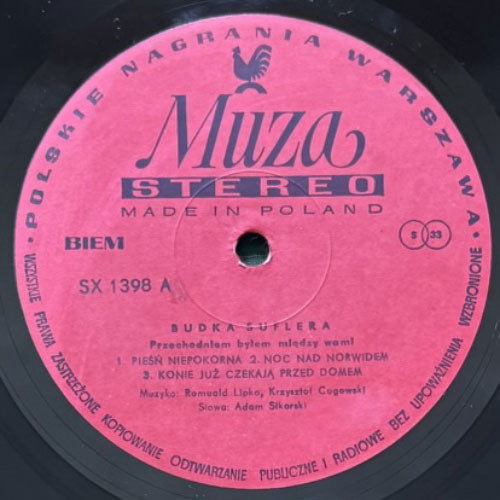 • POLSKIE NAGRANIA WARSZAWA •
Muza
STEREO
MADE IN POLAND
BIEM
S 33
SX 1398 A
BUDKA SUFLERA
Przechodniem byłem między wami
1. PIEŚŃ NIEPOKORNA 2. NOC NAD NORWIDEM
3. KONIE JUŻ CZEKAJĄ PRZED DOMEM
Muzyka: Romuald Lipko, Krzysztof Cugowski
Słowa: Adam Sikorski
WSZYSTKIE PRAWA ZASTRZEŻONE KOPIOWANIE ODTWARZANIE PUBLICZNE I RADIOWE BEZ UPOWAŻNIENIA WZBRONIONE